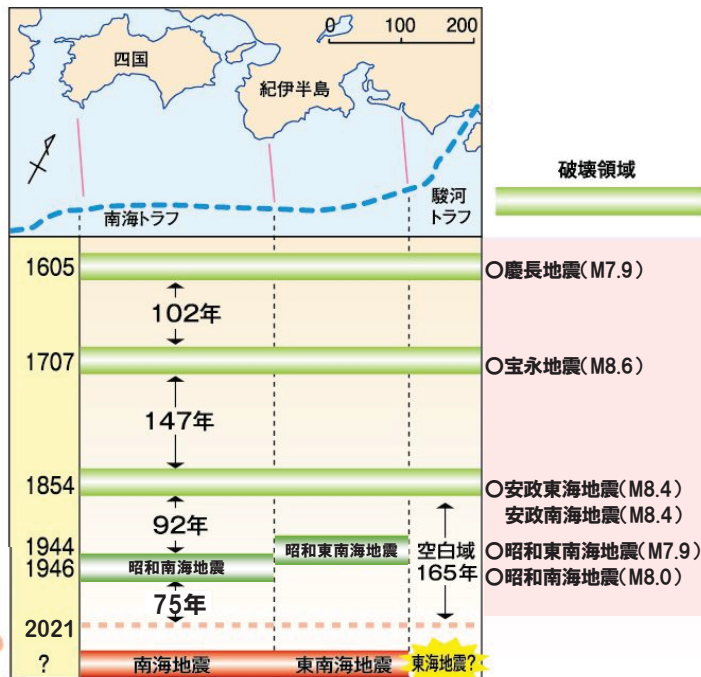 0 100 200
四国
紀伊半島
南海トラフ
駿河
トラフ
破壊領域
1605
○慶長地震(M7.9)
102年
1707
○宝永地震(M8.6)
147年
1854
○安政東海地震(M8.4)
安政南海地震(M8.4)
92年
1944
昭和東南海地震
空白域
165年
○昭和東南海地震(M7.9)
1946
昭和南海地震
○昭和南海地震(M8.0)
75年
2021
?
南海地震
東南海地震
東海地震?